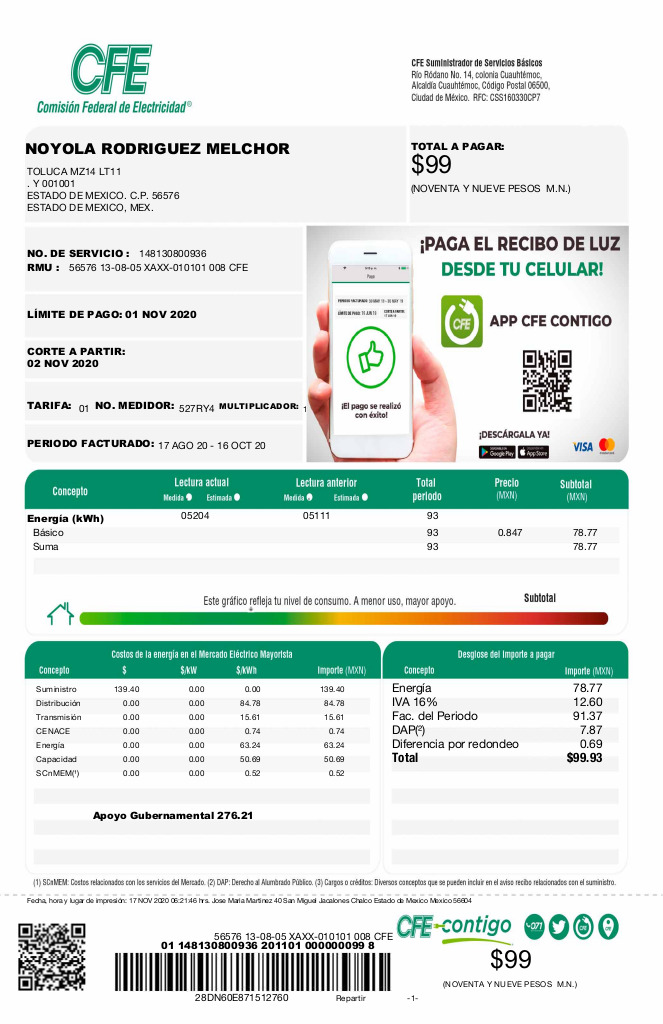 CFE
Comisión Federal de Electricidad®
CFE Suministrador de Servicios Básicos
Río Ródano No. 14, colonia Cuauhtémoc,
Alcaldía Cuauhtémoc, Código Postal 06500,
Ciudad de México. RFC: CSS160330CP7
NOYOLA RODRIGUEZ MELCHOR
TOLUCA MZ14 LT11
. Y 001001
ESTADO DE MEXICO. C.P. 56576
ESTADO DE MEXICO, MEX.
TOTAL A PAGAR:
$99
(NOVENTA Y NUEVE PESOS M.N.)
NO. DE SERVICIO : 148130800936
RMU : 56576 13-08-05 XAXX-010101 008 CFE
LÍMITE DE PAGO: 01 NOV 2020
CORTE A PARTIR:
02 NOV 2020
TARIFA: 01 NO. MEDIDOR: 527RY4 MULTIPLICADOR: 1
PERIODO FACTURADO: 17 AGO 20 - 16 OCT 20
¡PAGA EL RECIBO DE LUZ
DESDE TU CELULAR!
CFE
APP CFE CONTIGO
¡El pago se realizó
con éxito!
¡DESCÁRGALA YA!
Google Play
App Store
VISA
mastercard
Concepto Lectura actual Lectura anterior Total periodo Precio (MXN) Subtotal (MXN)
Medida Estimada Medida Estimada
Energía (kWh) 05204 05111 93
Básico 93 0.847 78.77
Suma 93 78.77
Este gráfico refleja tu nivel de consumo. A menor uso, mayor apoyo.
Subtotal
Costos de la energía en el Mercado Eléctrico Mayorista
Concepto $ $/kW $/kWh Importe (MXN)
Suministro 139.40 0.00 0.00 139.40
Distribución 0.00 0.00 84.78 84.78
Transmisión 0.00 0.00 15.61 15.61
CENACE 0.00 0.00 0.74 0.74
Energía 0.00 0.00 63.24 63.24
Capacidad 0.00 0.00 50.69 50.69
SCnMEM(¹) 0.00 0.00 0.52 0.52
Apoyo Gubernamental 276.21
Desglose del Importe a pagar
Concepto Importe (MXN)
Energía 78.77
IVA 16% 12.60
Fac. del Periodo 91.37
DAP(²) 7.87
Diferencia por redondeo 0.69
Total $99.93
(1) SCnMEM: Costos relacionados con los servicios del Mercado. (2) DAP: Derecho al Alumbrado Público. (3) Cargos o créditos: Diversos conceptos que se pueden incluir en el aviso recibo relacionados con el suministro.
Fecha, hora y lugar de impresión: 17 NOV 2020 06:21:46 hrs. Jose Maria Martinez 40 San Miguel Jacalones Chalco Estado de Mexico Mexico 56604
56576 13-08-05 XAXX-010101 008 CFE
01 148130800936 201101 000000099 8
28DN60E871512760
Repartir
-1-
CFE contigo
071
$99
(NOVENTA Y NUEVE PESOS M.N.)